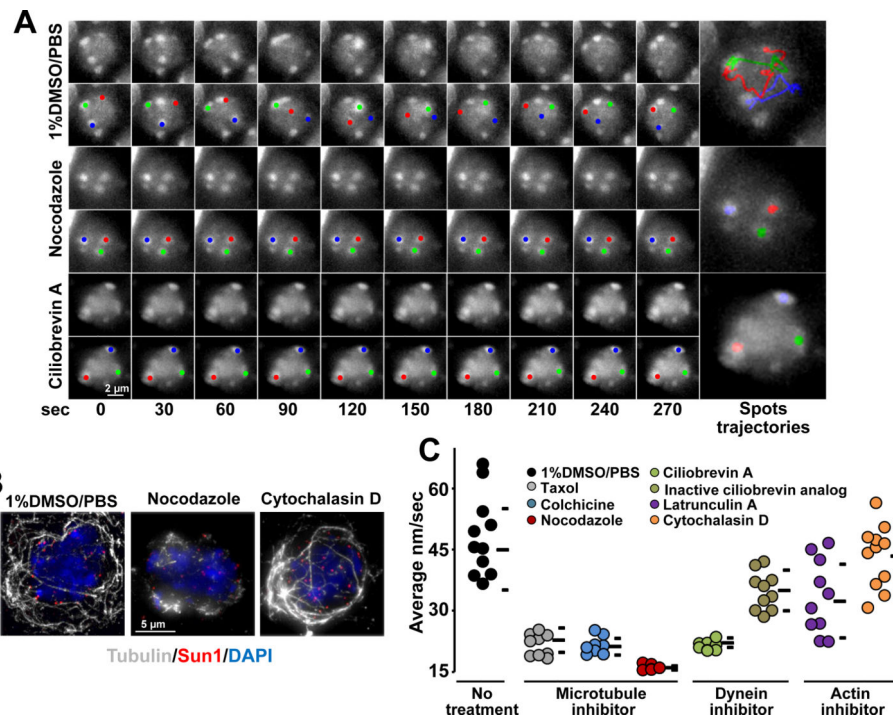 A
1%DMSO/PBS
Nocodazole
Ciliobrevin A
2 µm
sec 0 30 60 90 120 150 180 210 240 270 Spots
trajectories
1%DMSO/PBS Nocodazole Cytochalasin D
5 µm
Tubulin/Sun1/DAPI
C
1%DMSO/PBS
Taxol
Colchicine
Nocodazole
Ciliobrevin A
Inactive ciliobrevin analog
Latrunculin A
Cytochalasin D
Average nm/sec
60
45
30
15
No
treatment
Microtubule
inhibitor
Dynein
inhibitor
Actin
inhibitor